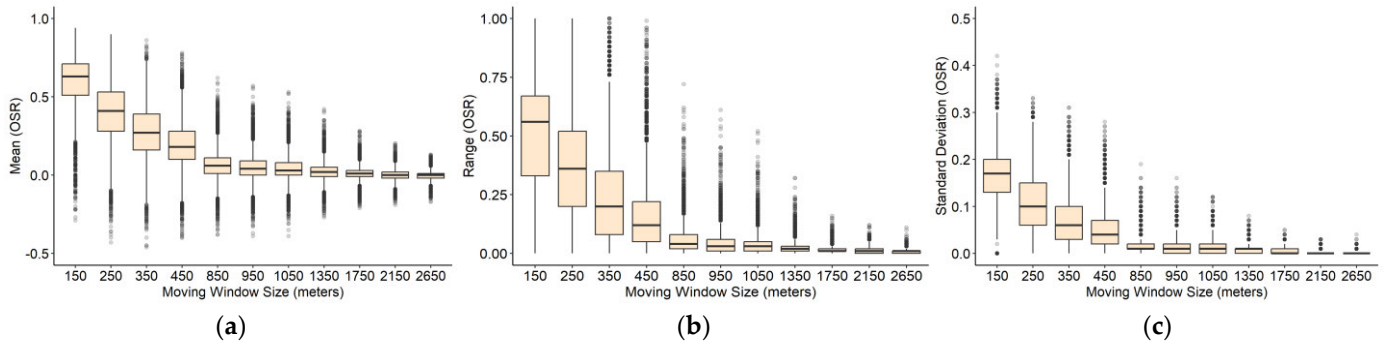 Mean (OSR)
1.0
0.5
0.0
-0.5
150 250 350 450 850 950 1050 1350 1750 2150 2650
Moving Window Size (meters)
(a)
Range (OSR)
1.00
0.75
0.50
0.25
0.00
150 250 350 450 850 950 1050 1350 1750 2150 2650
Moving Window Size (meters)
(b)
Standard Deviation (OSR)
0.5
0.4
0.3
0.2
0.1
0.0
150 250 350 450 850 950 1050 1350 1750 2150 2650
Moving Window Size (meters)
(c)